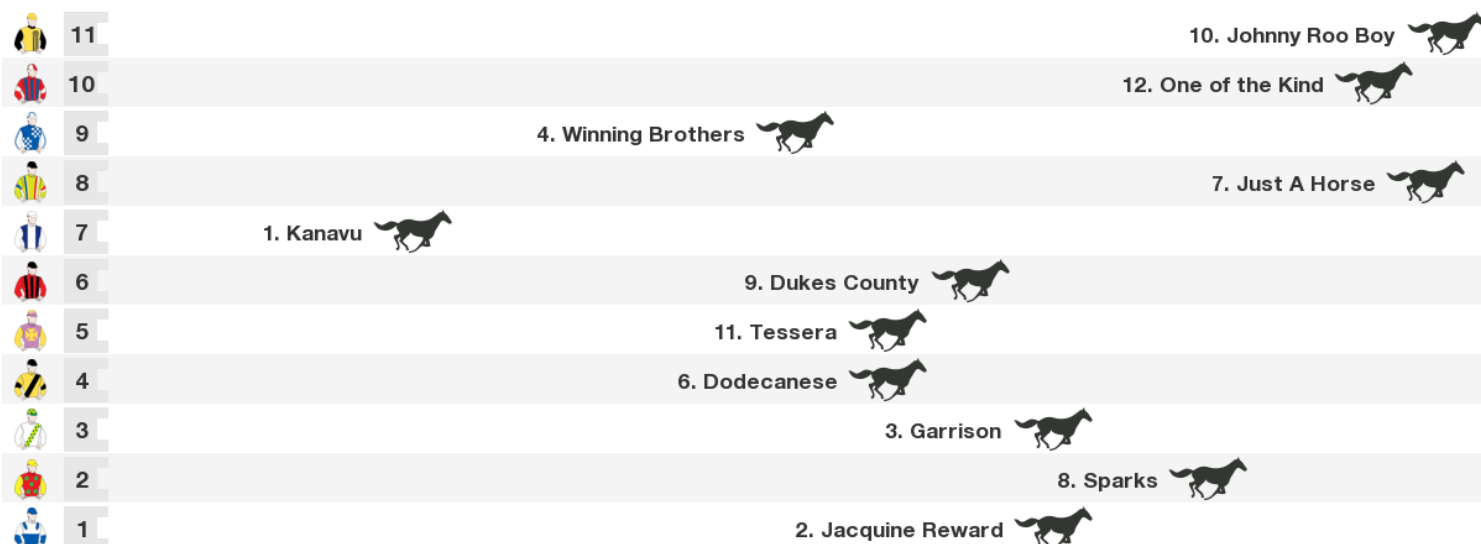 11 10. Johnny Roo Boy
10 12. One of the Kind
9 4. Winning Brothers
8 7. Just A Horse
7 1. Kanavu
6 9. Dukes County
5 11. Tessera
4 6. Dodecanese
3 3. Garrison
2 8. Sparks
1 2. Jacquine Reward